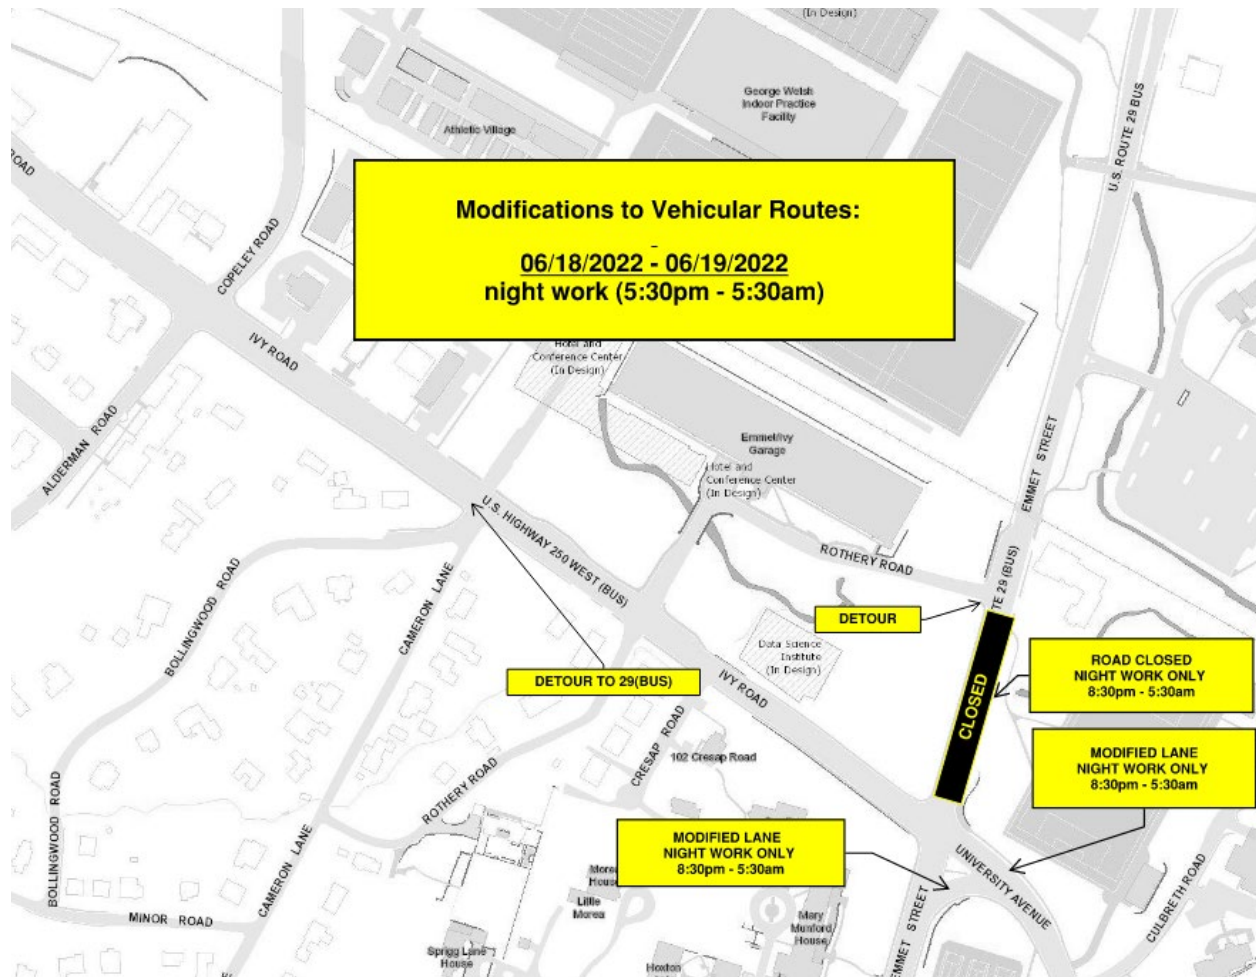 (In Design)
George Welsh
Indoor Practice
Facility
Athletic Village
U.S. ROUTE 29 BUS
ROAD
Modifications to Vehicular Routes:
-
06/18/2022 - 06/19/2022
night work (5:30pm - 5:30am)
COPELEY ROAD
IVY ROAD
Hotel and
Conference Center
(In Design)
ALDERMAN ROAD
Emmet/Ivy
Garage
Hotel and
Conference Center
(In Design)
EMMET STREET
U.S. HIGHWAY 250 WEST (BUS)
ROTHERY ROAD
TE 29 (BUS)
DETOUR
BOLLINGWOOD ROAD
CAMERON LANE
Data Science
Institute
(In Design)
ROAD CLOSED
NIGHT WORK ONLY
8:30pm - 5:30am
DETOUR TO 29(BUS)
IVY ROAD
CLOSED
CRESAP ROAD
102 Cresap Road
MODIFIED LANE
NIGHT WORK ONLY
8:30pm - 5:30am
ROTHERY ROAD
BOLLINGWOOD ROAD
MODIFIED LANE
NIGHT WORK ONLY
8:30pm - 5:30am
CAMERON LANE
UNIVERSITY AVENUE
CULBRETH ROAD
Morea
House
Little
Morea
MINOR ROAD
Mary
Munford
House
EMMET STREET
Sprigg Lane
House
Hoxton